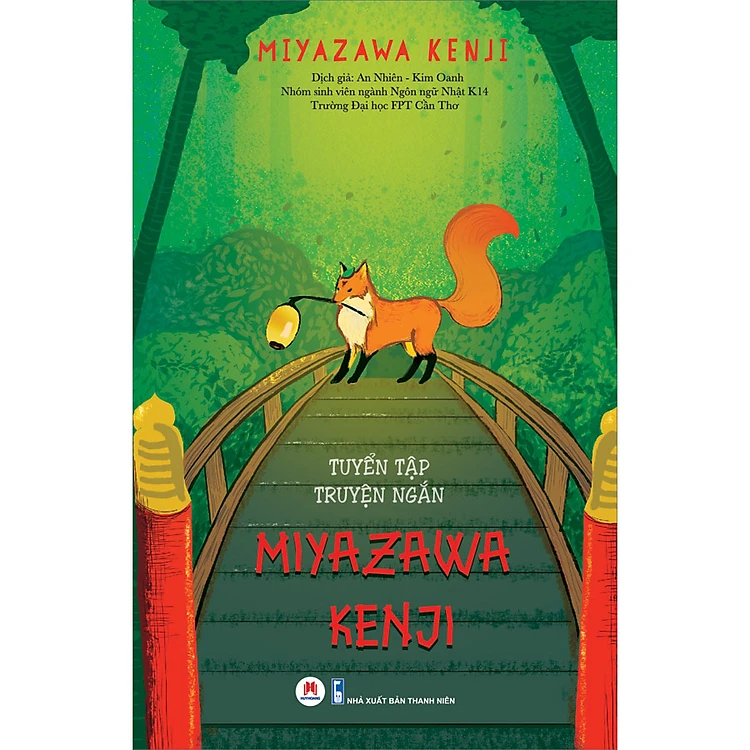 MIYAZAWA KENJI
Dịch giả: An Nhiên - Kim Oanh
Nhóm sinh viên ngành Ngôn ngữ Nhật K14
Trường Đại học FPT Cần Thơ
TUYỂN TẬP
TRUYỆN NGẮN
MIYAZAWA
KENJI
HUYHOANG
NHÀ XUẤT BẢN THANH NIÊN